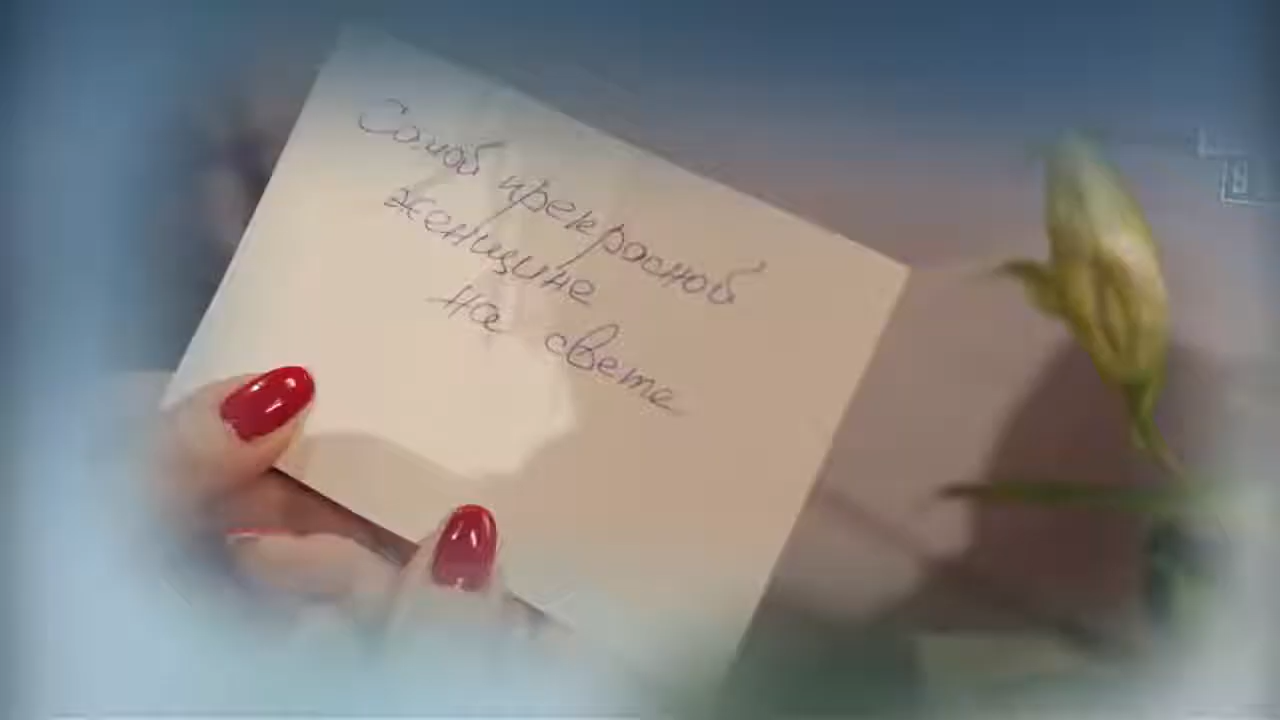 Самой прекрасной
женщине
на свете